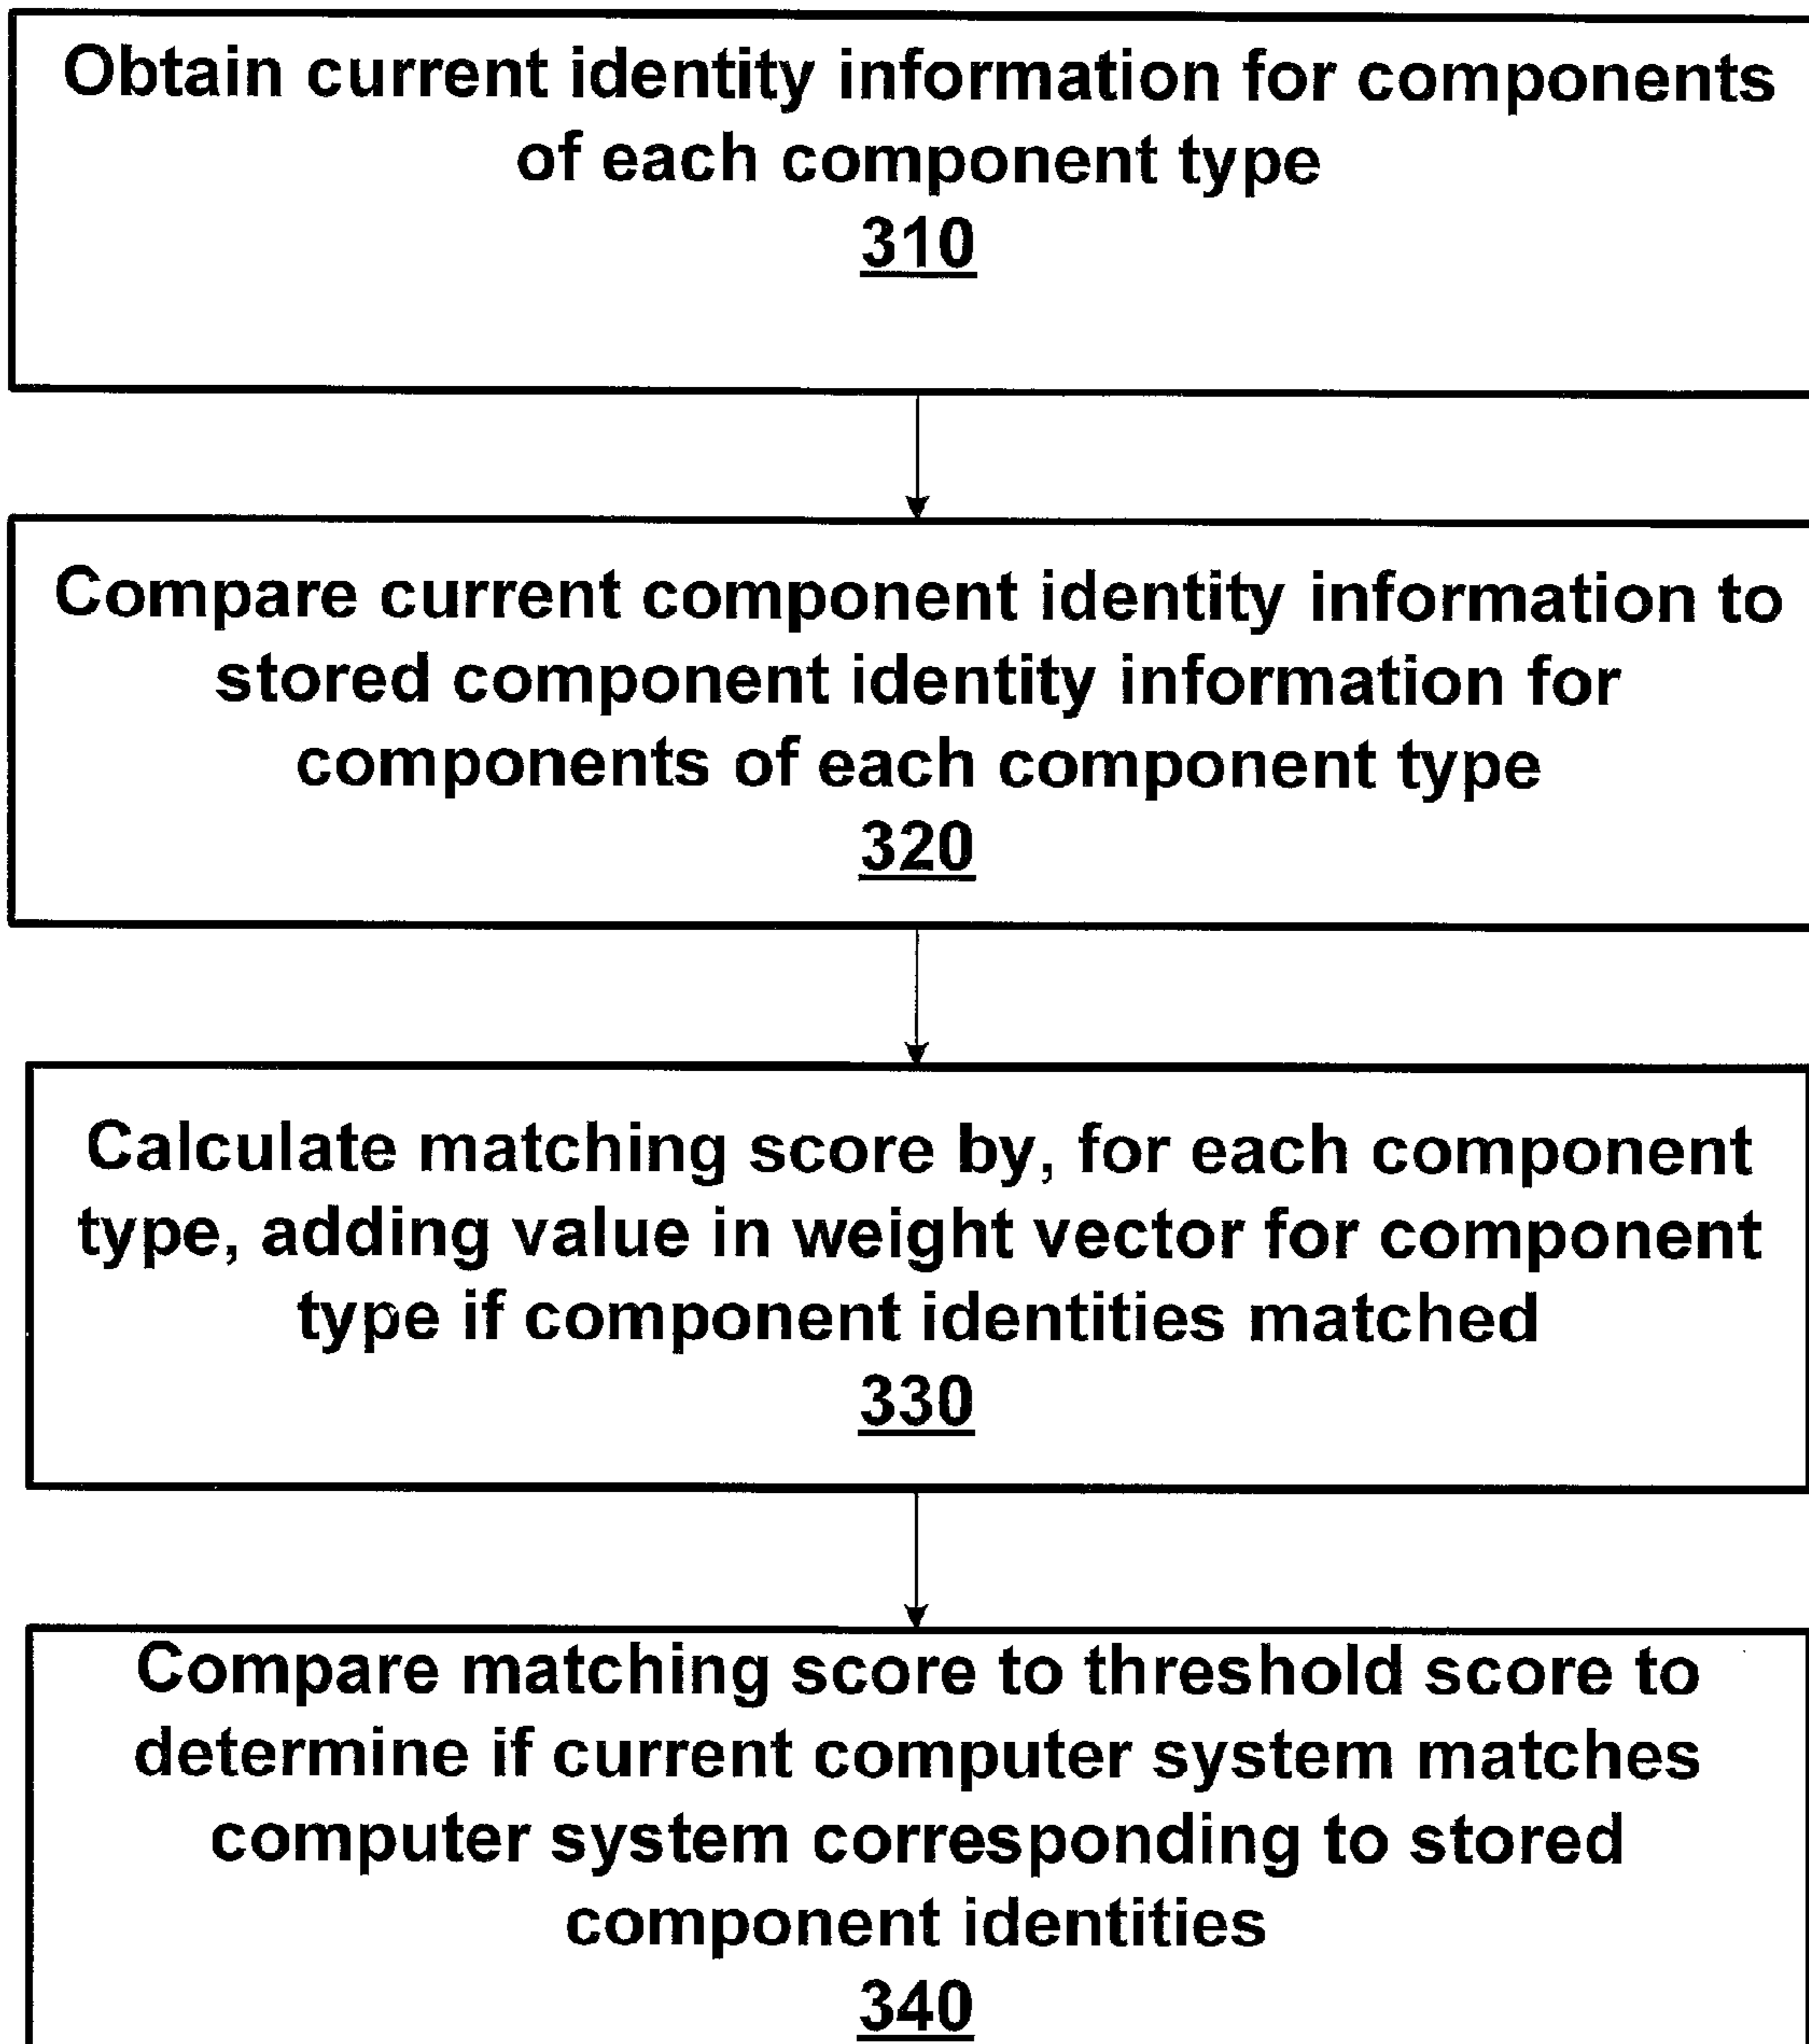 Obtain current identity information for components
of each component type
310
Compare current component identity information to
stored component identity information for
components of each component type
320
Calculate matching score by, for each component
type, adding value in weight vector for component
type if component identities matched
330
Compare matching score to threshold score to
determine if current computer system matches
computer system corresponding to stored
component identities
340